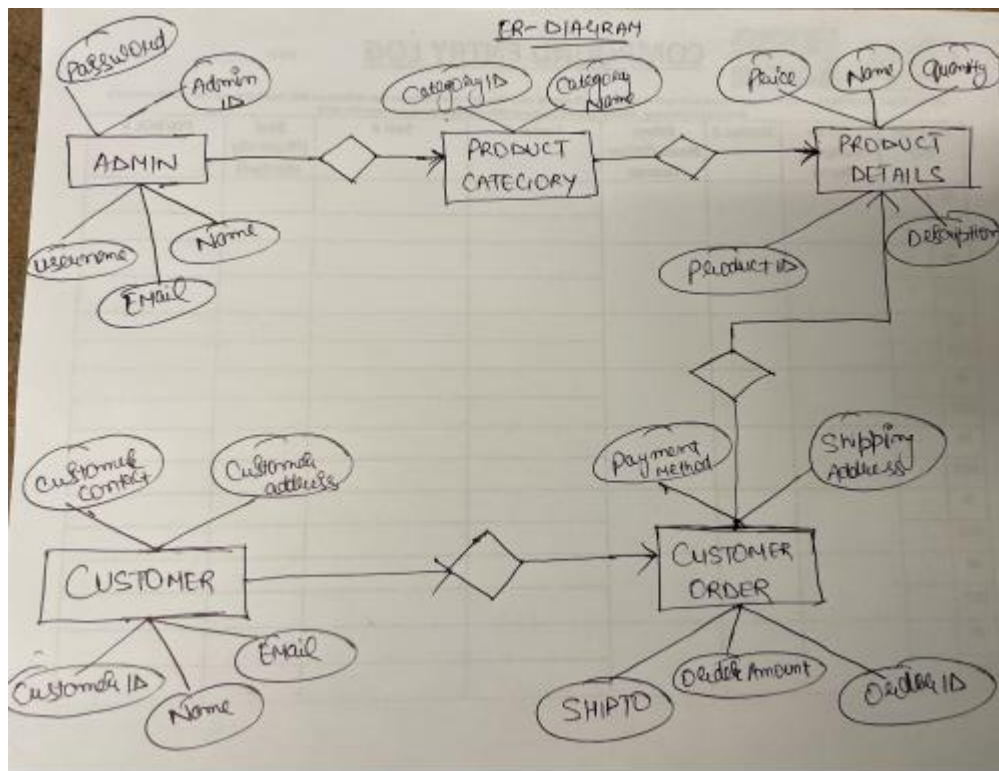 ER-DIAGRAM
Password
Admin
ID
ADMIN
Username
Email
Name
CategoryID
Category
Name
PRODUCT
CATEGORY
Price
Name
Quantity
PRODUCT
DETAILS
Product ID
Description
Customer
Contact
Customer
address
CUSTOMER
Customer ID
Name
Email
Payment
Method
Shipping
Address
CUSTOMER
ORDER
SHIPTO
Order Amount
Order ID